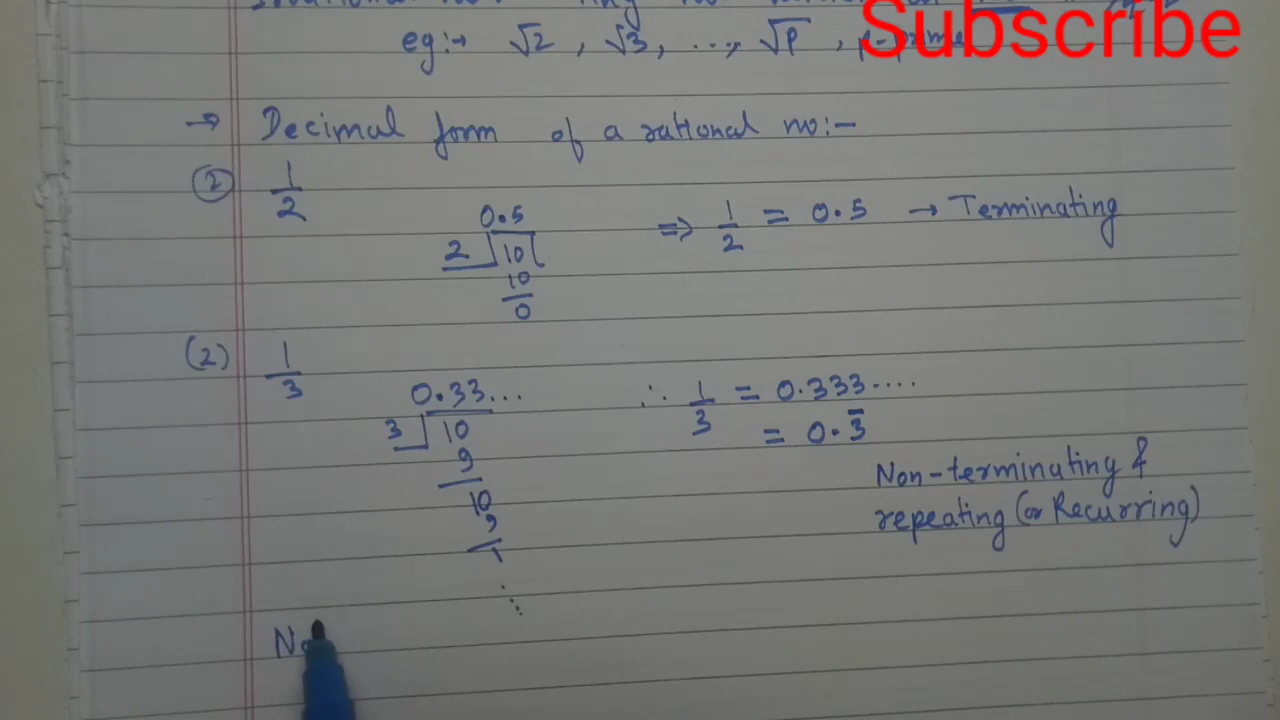 Subscribe
eg:→ √2 , √3, ..., √P , p-prime
→ Decimal form of a rational no:-
(2) 1/2
0.5
2 10
10
0
⇒ 1/2 = 0.5 → Terminating
(2) 1/3
0.33...
3 10
9
10
9
1
...
∴ 1/3 = 0.333....
= 0.3̅
Non-terminating &
repeating (or Recurring)